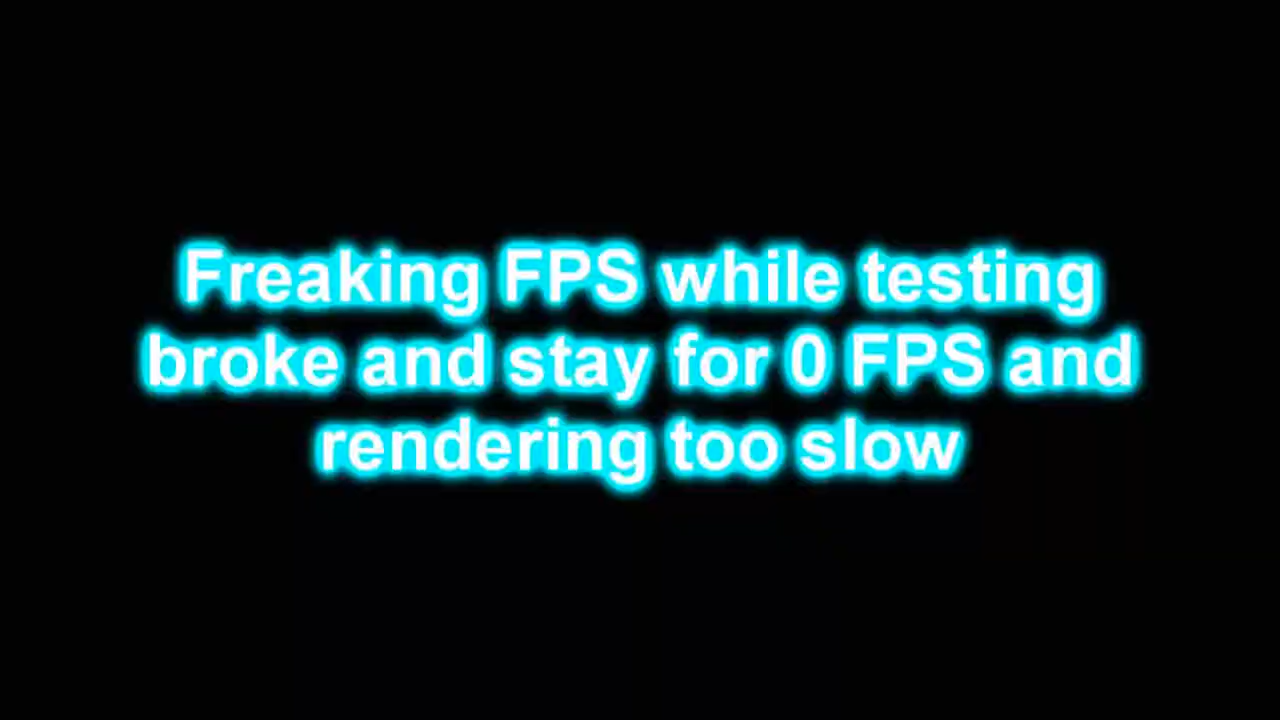 Freaking FPS while testing
broke and stay for 0 FPS and
rendering too slow